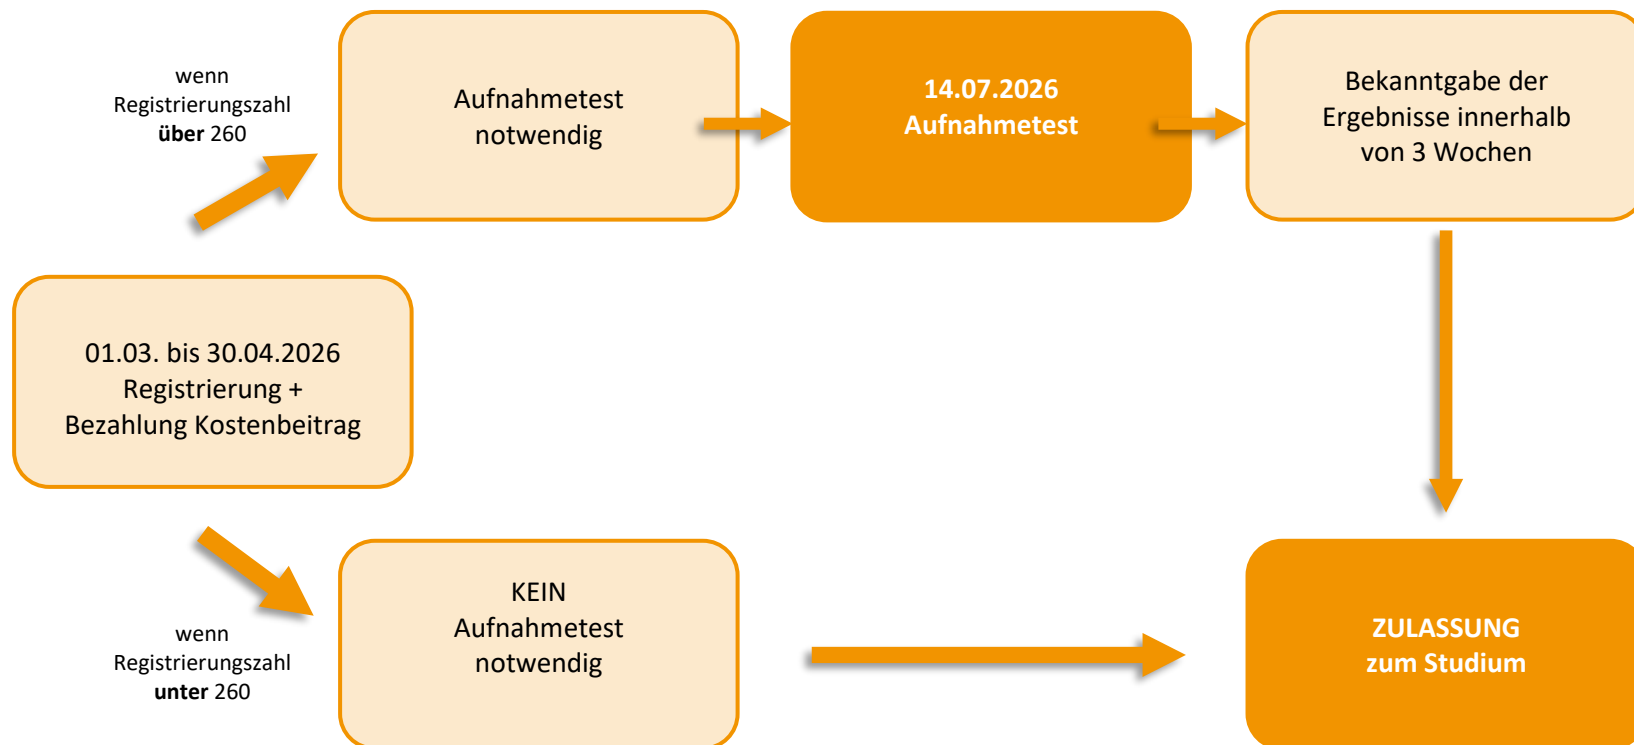 wenn
Registrierungszahl
über 260
Aufnahmetest
notwendig
14.07.2026
Aufnahmetest
Bekanntgabe der
Ergebnisse innerhalb
von 3 Wochen
01.03. bis 30.04.2026
Registrierung +
Bezahlung Kostenbeitrag
wenn
Registrierungszahl
unter 260
KEIN
Aufnahmetest
notwendig
ZULASSUNG
zum Studium